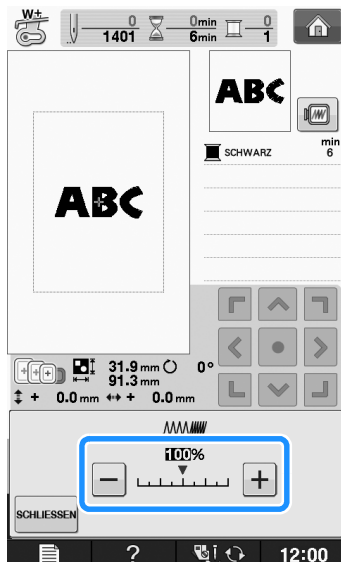 W±
0 0min 0
1401 6min 1
ABC
min
SCHWARZ 6
ABC
31.9 mm 0°
91.3 mm
+ 0.0 mm + 0.0 mm
100%
− +
SCHLIESSEN
? 12:00